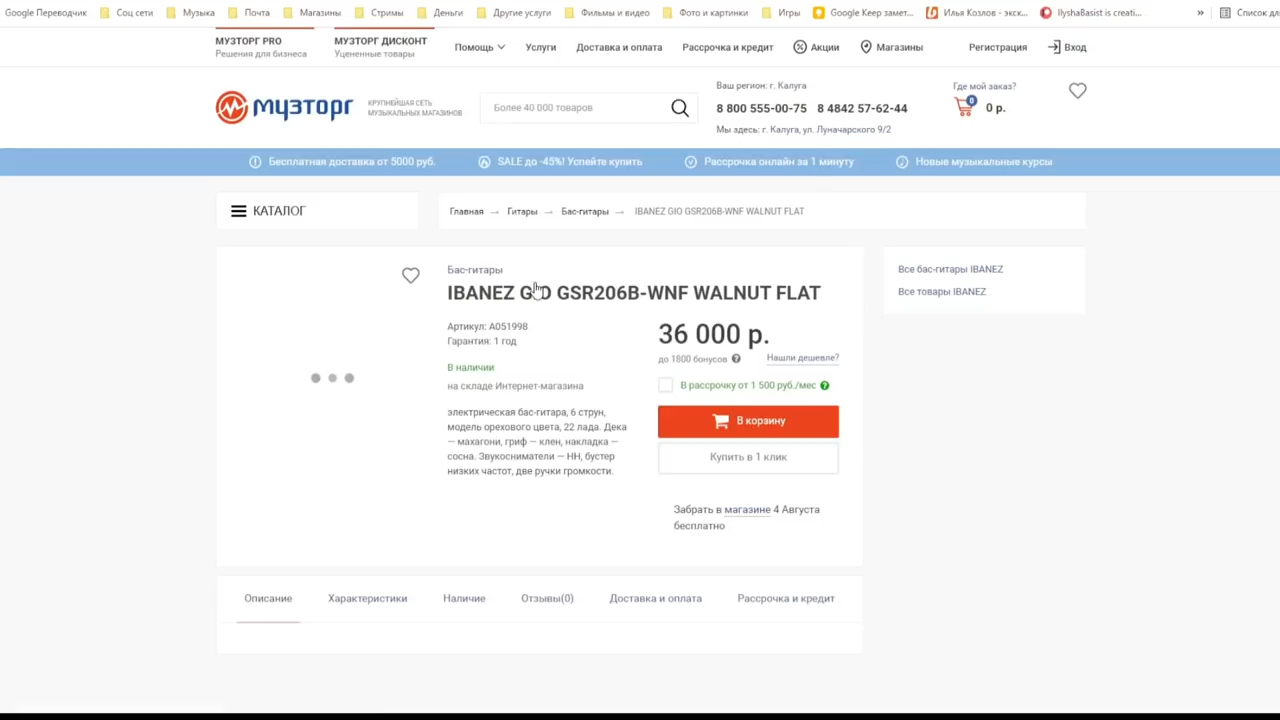 Google Переводчик Соц сети Музыка Почта Магазины Стримы Деньги Другие услуги Фильмы и видео Фото и картинки Игры Google Keep замет... Илья Козлов - экск... IlyshaBasist is creati... » Список дл
МУЗТОРГ PRO
Решения для бизнеса
МУЗТОРГ ДИСКОНТ
Уцененные товары
Помощь Услуги Доставка и оплата Рассрочка и кредит Акции Магазины Регистрация Вход
музторг
КРУПНЕЙШАЯ СЕТЬ
МУЗЫКАЛЬНЫХ МАГАЗИНОВ
Более 40 000 товаров
Ваш регион: г. Калуга
8 800 555-00-75 8 4842 57-62-44
Мы здесь: г. Калуга, ул. Луначарского 9/2
Где мой заказ?
0 0 р.
Бесплатная доставка от 5000 руб. SALE до -45%! Успейте купить Рассрочка онлайн за 1 минуту Новые музыкальные курсы
КАТАЛОГ
Главная → Гитары → Бас-гитары → IBANEZ GIO GSR206B-WNF WALNUT FLAT
Бас-гитары
IBANEZ GIO GSR206B-WNF WALNUT FLAT
Артикул: A051998
Гарантия: 1 год
В наличии
на складе Интернет-магазина
электрическая бас-гитара, 6 струн,
модель орехового цвета, 22 лада. Дека
— махагони, гриф — клен, накладка —
сосна. Звукосниматели — HH, бустер
низких частот, две ручки громкости.
36 000 р.
до 1800 бонусов ? Нашли дешевле?
В рассрочку от 1 500 руб./мес ?
В корзину
Купить в 1 клик
Забрать в магазине 4 Августа
бесплатно
Все бас-гитары IBANEZ
Все товары IBANEZ
Описание Характеристики Наличие Отзывы(0) Доставка и оплата Рассрочка и кредит